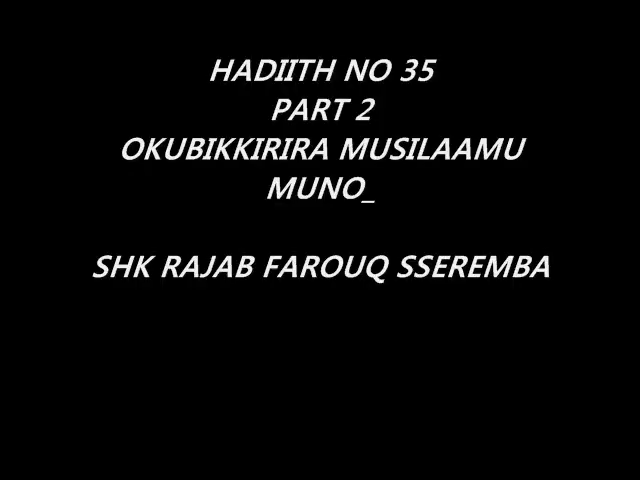 HADIITH NO 35
PART 2
OKUBIKKIRIRA MUSILAAMU
MUNO_
SHK RAJAB FAROUQ SSEREMBA